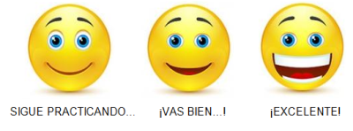 SIGUE PRACTICANDO... ¡VAS BIEN...! ¡EXCELENTE!